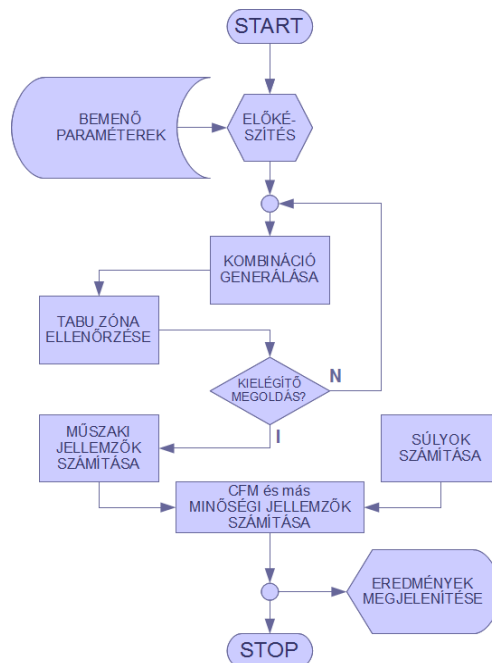 START
BEMENŐ
PARAMÉTEREK
ELŐKÉ-
SZÍTÉS
KOMBINÁCIÓ
GENERÁLÁSA
TABU ZÓNA
ELLENŐRZÉSE
KIELÉGÍTŐ
MEGOLDÁS?
N
I
MŰSZAKI
JELLEMZŐK
SZÁMÍTÁSA
SÚLYOK
SZÁMÍTÁSA
CFM és más
MINŐSÉGI JELLEMZŐK
SZÁMÍTÁSA
EREDMÉNYEK
MEGJELENÍTÉSE
STOP